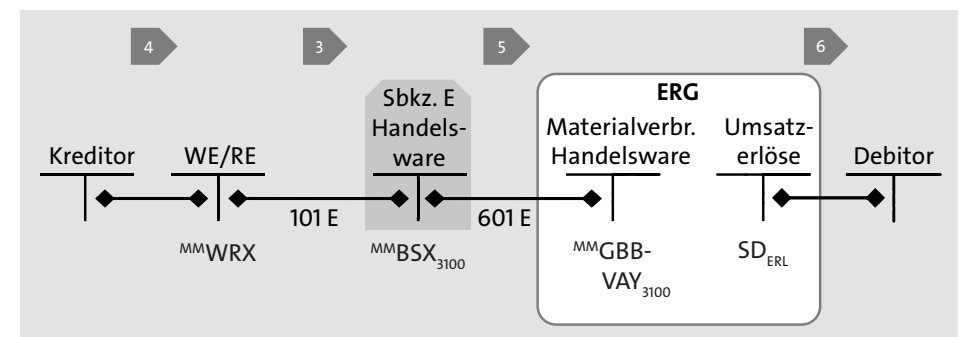 4 3 5 6
ERG
Sbkz. E
Handels-
ware
Materialverbr.
Handelsware
Umsatz-
erlöse
Kreditor
WE/RE
Debitor
101 E
601 E
MMWRX
MMBSX3100
MMGBB-
VAY3100
SDERL